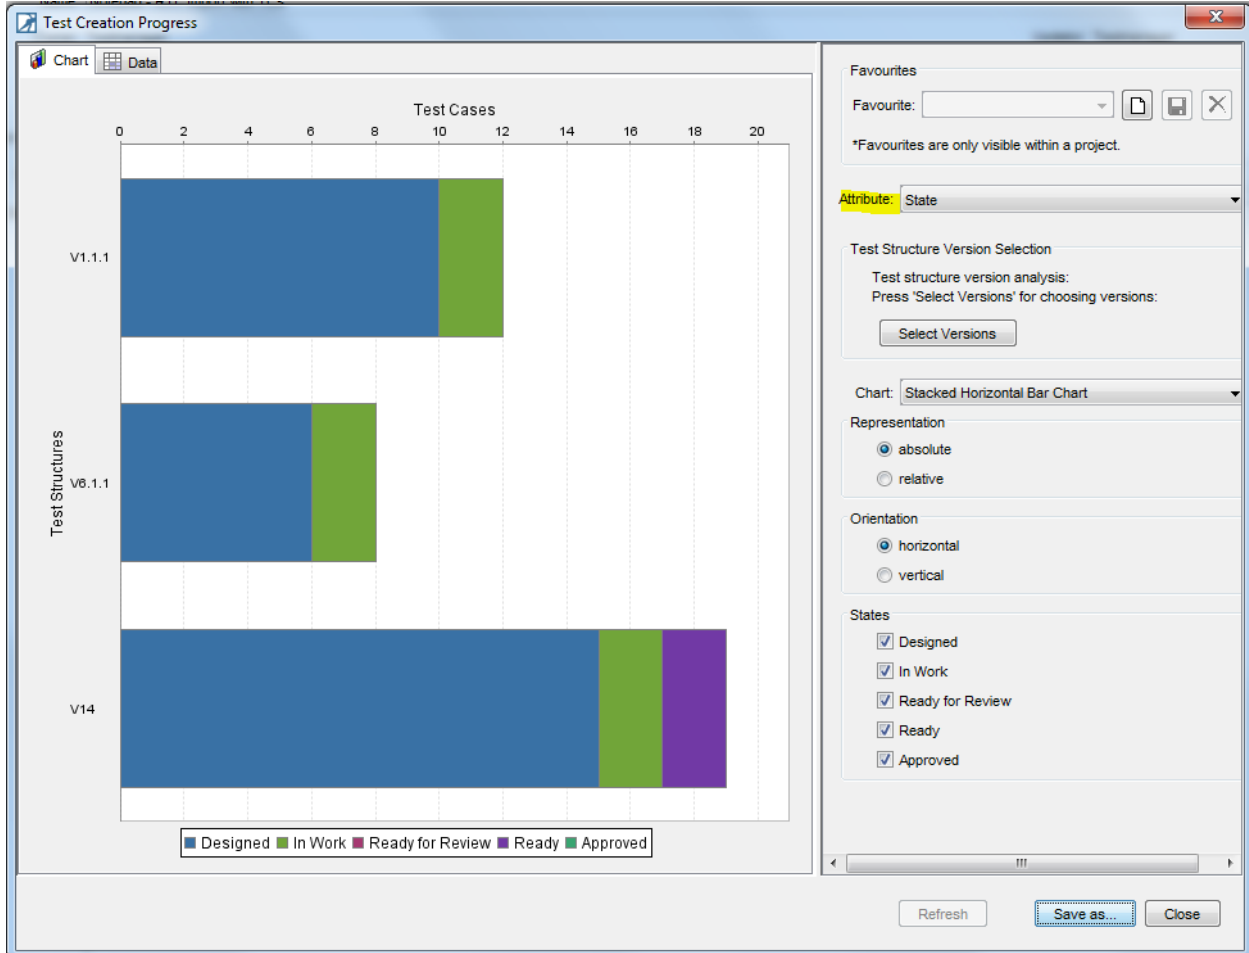 Test Creation Progress
Chart
Data
Test Cases
0 2 4 6 8 10 12 14 16 18 20
V1.1.1
V6.1.1
V14
Test Structures
Designed In Work Ready for Review Ready Approved
Favourites
Favourite:
*Favourites are only visible within a project.
Attribute: State
Test Structure Version Selection
Test structure version analysis:
Press 'Select Versions' for choosing versions:
Select Versions
Chart: Stacked Horizontal Bar Chart
Representation
absolute
relative
Orientation
horizontal
vertical
States
Designed
In Work
Ready for Review
Ready
Approved
Refresh Save as... Close